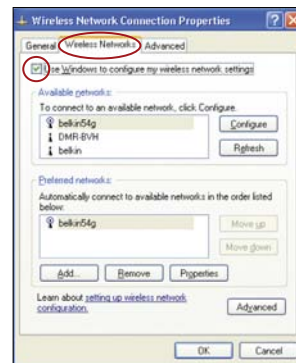 Wireless Network Connection Properties
General Wireless Networks Advanced
Use Windows to configure my wireless network settings
Available networks:
To connect to an available network, click Configure.
belkin54g
DMR-BVH
belkin
Configure
Refresh
Preferred networks:
Automatically connect to available networks in the order listed
below:
belkin54g
Move up
Move down
Add... Remove Properties
Learn about setting up wireless network
configuration.
Advanced
OK Cancel